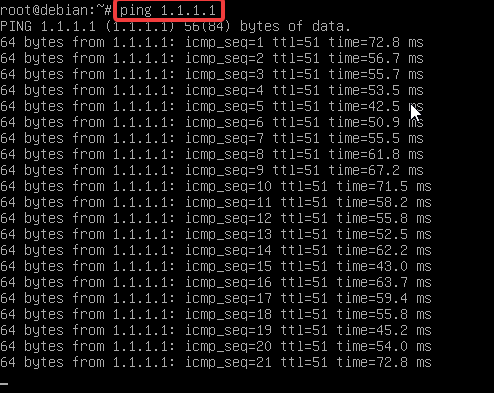 root@debian:~# ping 1.1.1.1
PING 1.1.1.1 (1.1.1.1) 56(84) bytes of data.
64 bytes from 1.1.1.1: icmp_seq=1 ttl=51 time=72.8 ms
64 bytes from 1.1.1.1: icmp_seq=2 ttl=51 time=56.7 ms
64 bytes from 1.1.1.1: icmp_seq=3 ttl=51 time=55.7 ms
64 bytes from 1.1.1.1: icmp_seq=4 ttl=51 time=53.5 ms
64 bytes from 1.1.1.1: icmp_seq=5 ttl=51 time=42.5 ms
64 bytes from 1.1.1.1: icmp_seq=6 ttl=51 time=50.9 ms
64 bytes from 1.1.1.1: icmp_seq=7 ttl=51 time=55.5 ms
64 bytes from 1.1.1.1: icmp_seq=8 ttl=51 time=61.8 ms
64 bytes from 1.1.1.1: icmp_seq=9 ttl=51 time=67.2 ms
64 bytes from 1.1.1.1: icmp_seq=10 ttl=51 time=71.5 ms
64 bytes from 1.1.1.1: icmp_seq=11 ttl=51 time=58.2 ms
64 bytes from 1.1.1.1: icmp_seq=12 ttl=51 time=55.8 ms
64 bytes from 1.1.1.1: icmp_seq=13 ttl=51 time=52.5 ms
64 bytes from 1.1.1.1: icmp_seq=14 ttl=51 time=62.2 ms
64 bytes from 1.1.1.1: icmp_seq=15 ttl=51 time=43.0 ms
64 bytes from 1.1.1.1: icmp_seq=16 ttl=51 time=63.7 ms
64 bytes from 1.1.1.1: icmp_seq=17 ttl=51 time=59.4 ms
64 bytes from 1.1.1.1: icmp_seq=18 ttl=51 time=55.8 ms
64 bytes from 1.1.1.1: icmp_seq=19 ttl=51 time=45.2 ms
64 bytes from 1.1.1.1: icmp_seq=20 ttl=51 time=54.0 ms
64 bytes from 1.1.1.1: icmp_seq=21 ttl=51 time=72.8 ms